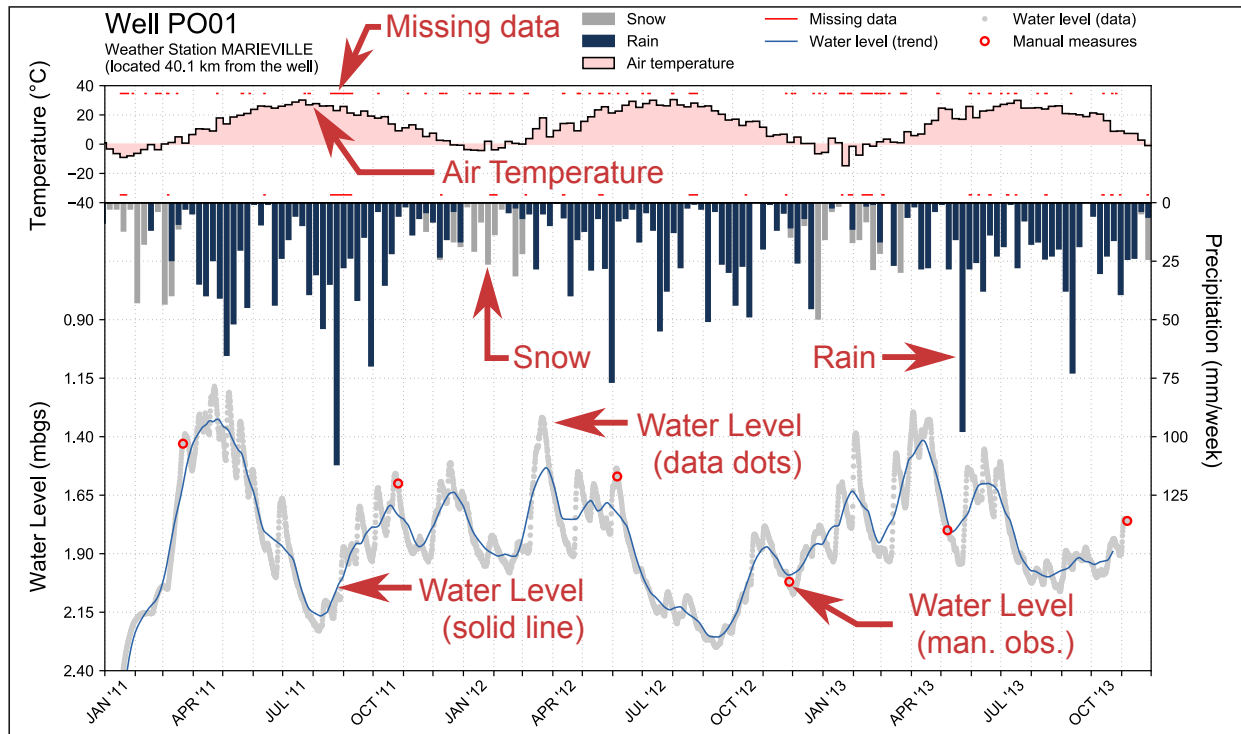 Well PO01
Weather Station MARIEVILLE
(located 40.1 km from the well)
Missing data
Snow
Rain
Air temperature
Missing data
Water level (trend)
Water level (data)
Manual measures
Temperature (°C)
40
20
0
−20
−40
Air Temperature
Snow
Rain
Precipitation (mm/week)
0
25
50
75
100
125
Water Level (mbgs)
0.90
1.15
1.40
1.65
1.90
2.15
2.40
Water Level
(data dots)
Water Level
(solid line)
Water Level
(man. obs.)
JAN '11
APR '11
JUL '11
OCT '11
JAN '12
APR '12
JUL '12
OCT '12
JAN '13
APR '13
JUL '13
OCT '13